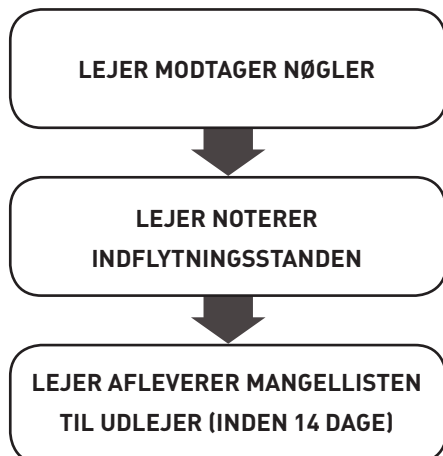 LEJER MODTAGER NØGLER
LEJER NOTERER
INDFLYTNINGSSTANDEN
LEJER AFLEVERER MANGELLISTEN
TIL UDLEJER (INDEN 14 DAGE)